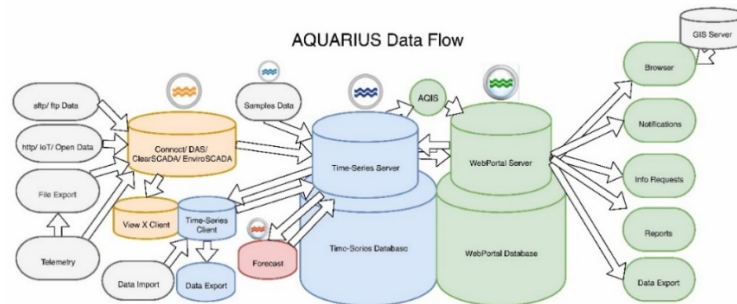 AQUARIUS Data Flow
GIS Server
Browser
sftp/ ftp Data
Samples Data
AQIS
Notifications
http/ IoT/ Open Data
Connect/ DAS/
ClearSCADA/ EnviroSCADA
Time-Series Server
WebPortal Server
Info Requests
File Export
View X Client
Time-Series
Client
Reports
Telemetry
Forecast
Time-Series Database
WebPortal Database
Data Import
Data Export
Data Export